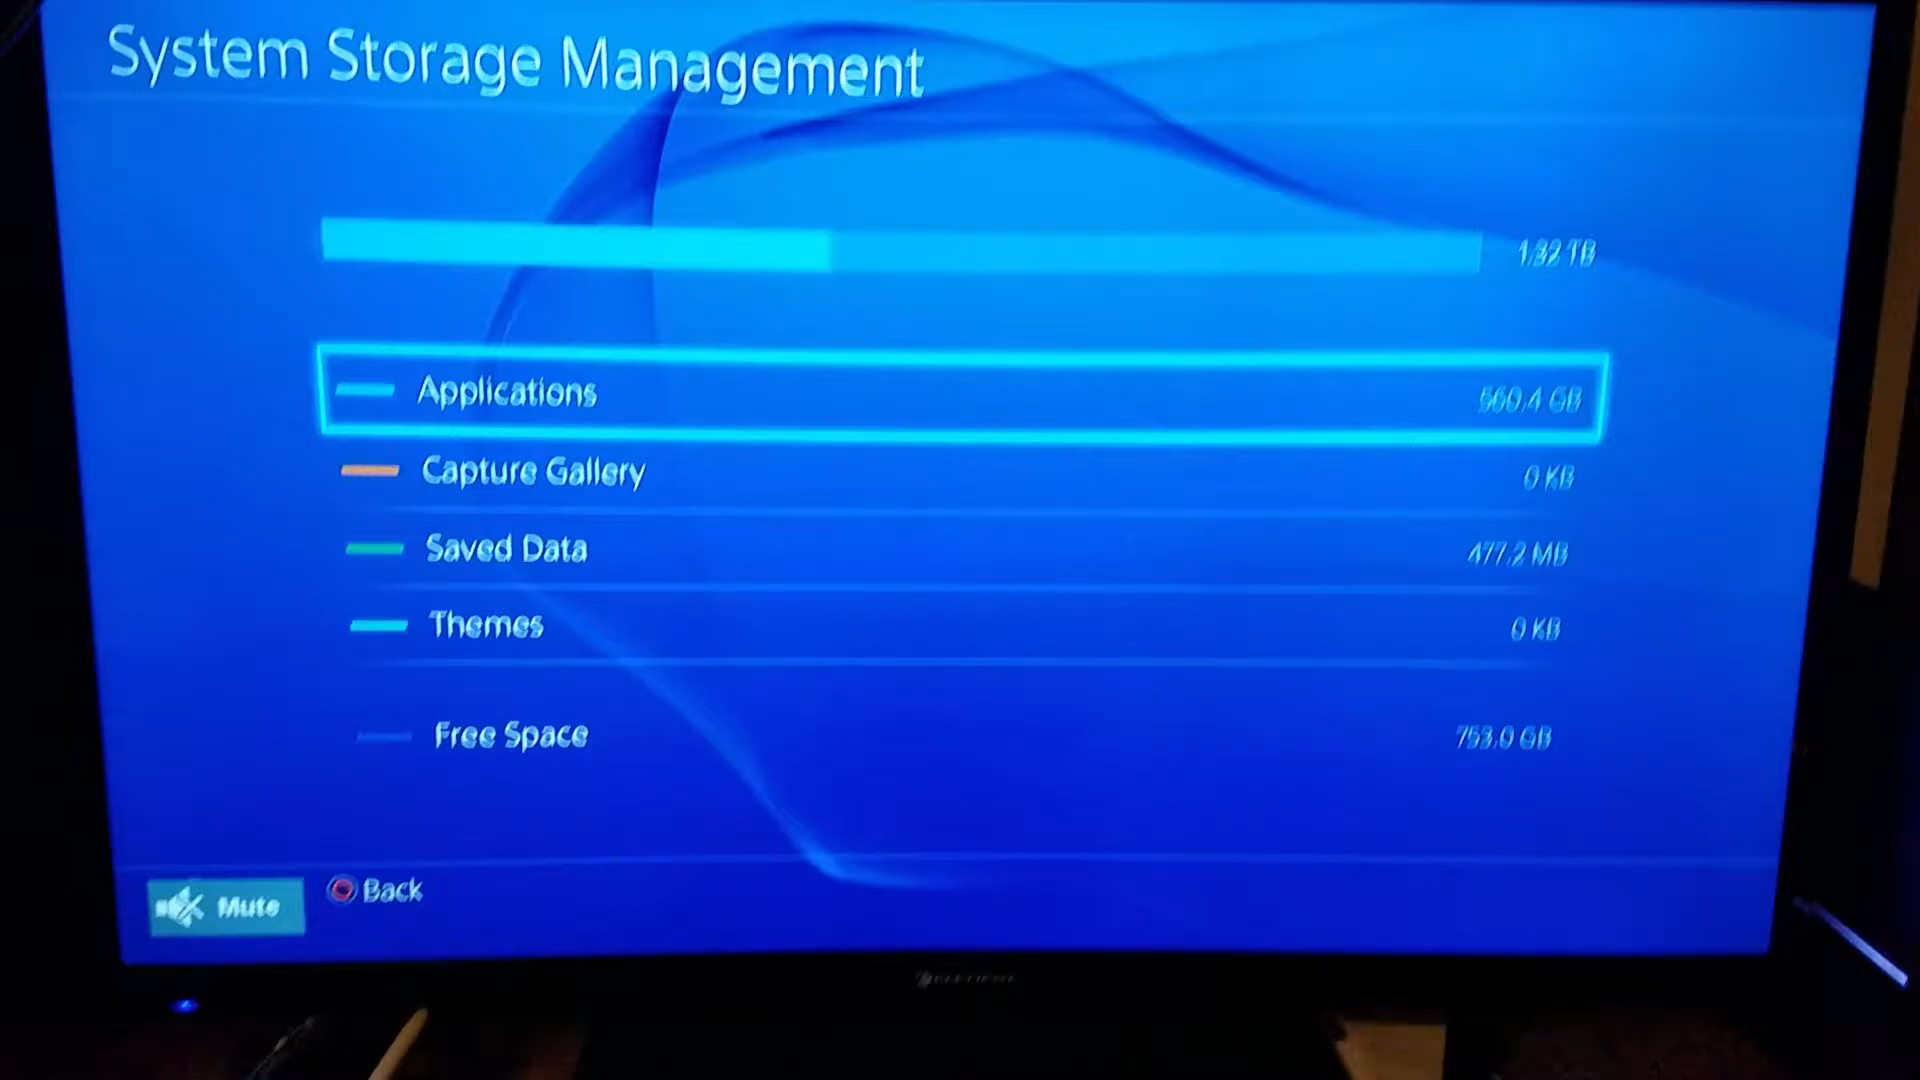 System Storage Management
1.32 TB
Applications 560.4 GB
Capture Gallery 0 KB
Saved Data 477.2 MB
Themes 0 KB
Free Space 753.0 GB
Mute
Back